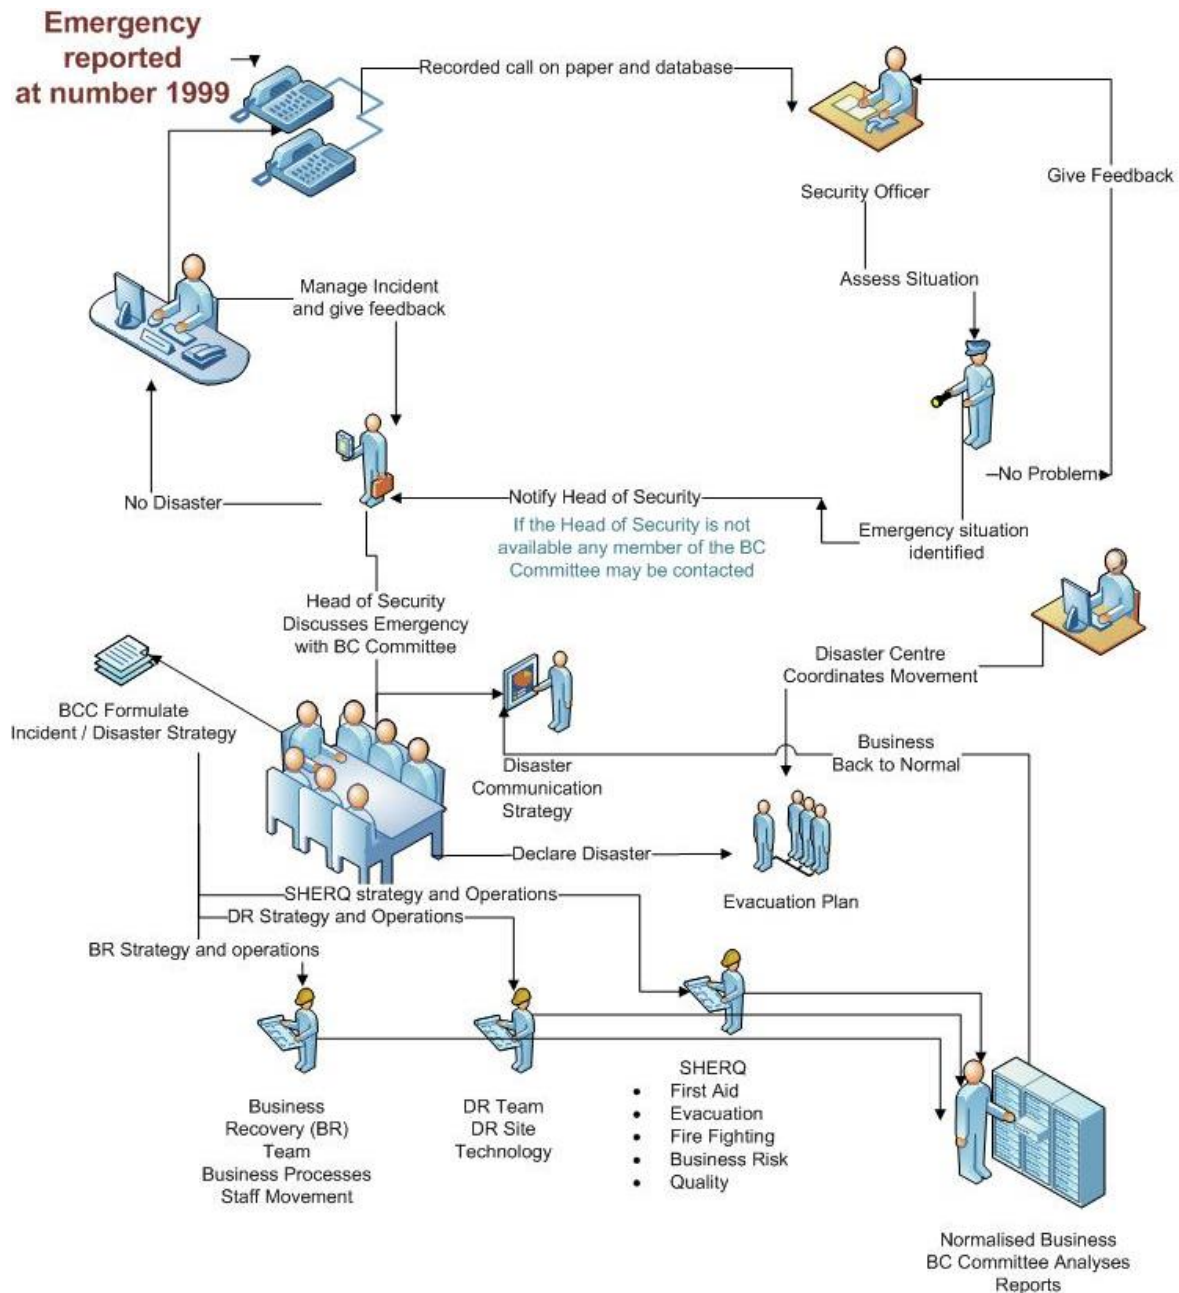 Emergency
reported
at number 1999
Recorded call on paper and database
Give Feedback
Security Officer
Assess Situation
Manage Incident
and give feedback
No Problem
No Disaster
Notify Head of Security
If the Head of Security is not
available any member of the BC
Committee may be contacted
Emergency situation
identified
Head of Security
Discusses Emergency
with BC Committee
Disaster Centre
Coordinates Movement
BCC Formulate
Incident / Disaster Strategy
Business
Back to Normal
Disaster
Communication
Strategy
Declare Disaster
Evacuation Plan
SHERQ strategy and Operations
DR Strategy and Operations
BR Strategy and operations
Business
Recovery (BR)
Team
Business Processes
Staff Movement
DR Team
DR Site
Technology
SHERQ
• First Aid
• Evacuation
• Fire Fighting
• Business Risk
• Quality
Normalised Business
BC Committee Analyses
Reports